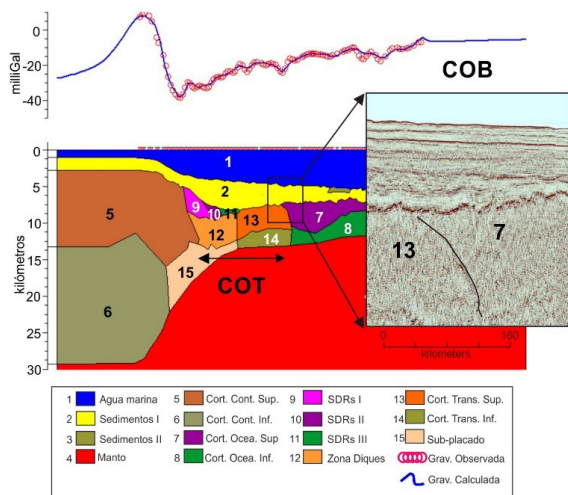 0
-20
-40
milliGal
COB
0
5
10
15
20
25
30
kilómetros
1
2
5
9
10
11
12
13
14
7
8
15
6
COT
13
7
0
160
kilometers
1 Agua marina
2 Sedimentos I
3 Sedimentos II
4 Manto
5 Cort. Cont. Sup.
6 Cort. Cont. Inf.
7 Cort. Ocea. Sup
8 Cort. Ocea. Inf.
9 SDRs I
10 SDRs II
11 SDRs III
12 Zona Diques
13 Cort. Trans. Sup.
14 Cort. Trans. Inf.
15 Sub-placado
Grav. Observada
Grav. Calculada